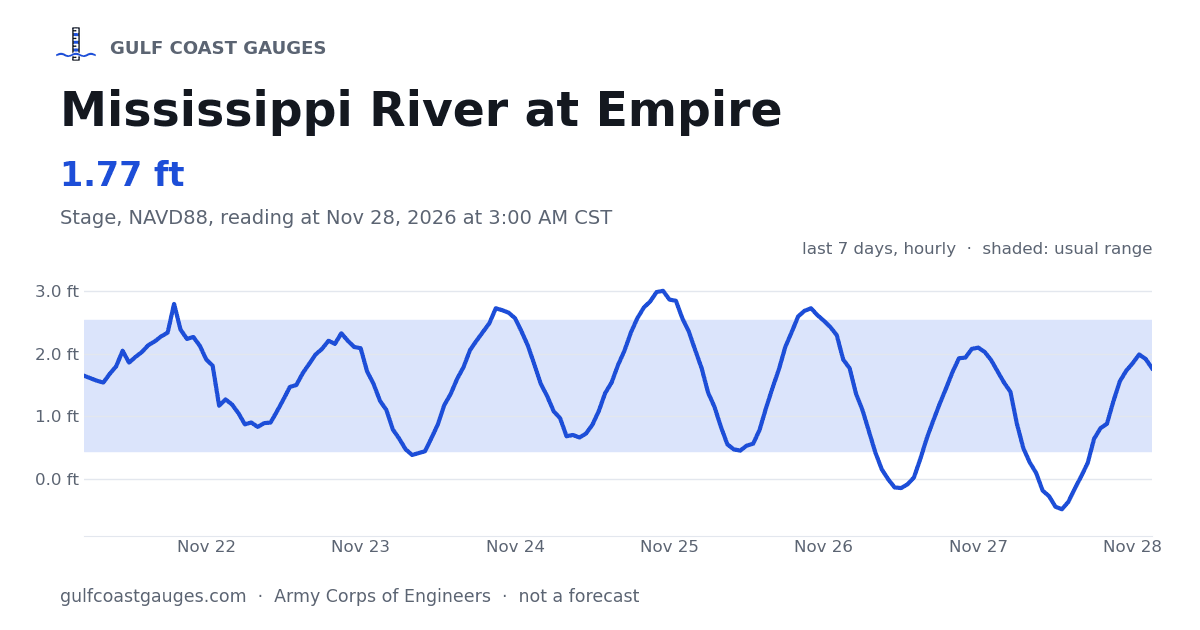 GULF COAST GAUGES
Mississippi River at Empire
1.77 ft
Stage, NAVD88, reading at Nov 28, 2026 at 3:00 AM CST
last 7 days, hourly · shaded: usual range
3.0 ft
2.0 ft
1.0 ft
0.0 ft
Nov 22 Nov 23 Nov 24 Nov 25 Nov 26 Nov 27 Nov 28
gulfcoastgauges.com · Army Corps of Engineers · not a forecast